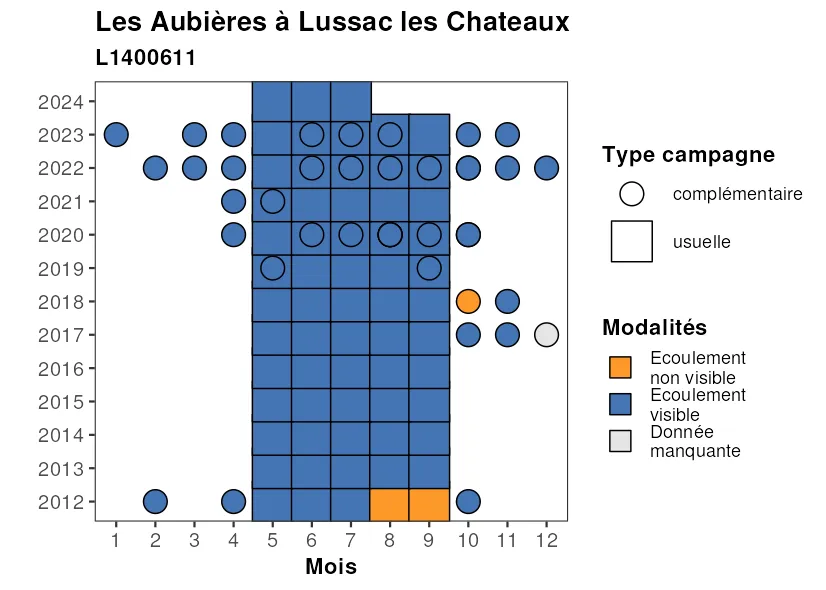 Les Aubières à Lussac les Chateaux
L1400611
2024
2023
2022
2021
2020
2019
2018
2017
2016
2015
2014
2013
2012
1 2 3 4 5 6 7 8 9 10 11 12
Mois
Type campagne
complémentaire
usuelle
Modalités
Ecoulement
non visible
Ecoulement
visible
Donnée
manquante